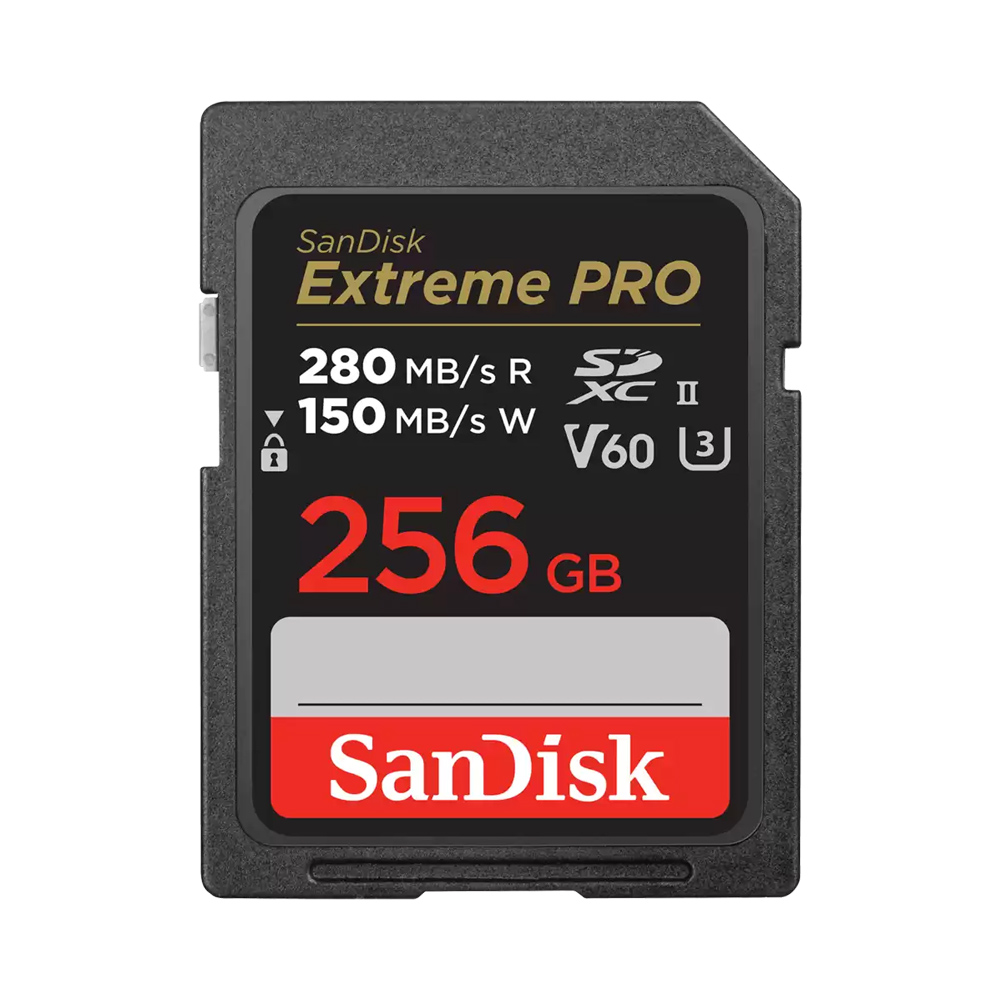 SanDisk
Extreme PRO
280 MB/s R
150 MB/s W
SD XC II
V60 3
256 GB
SanDisk